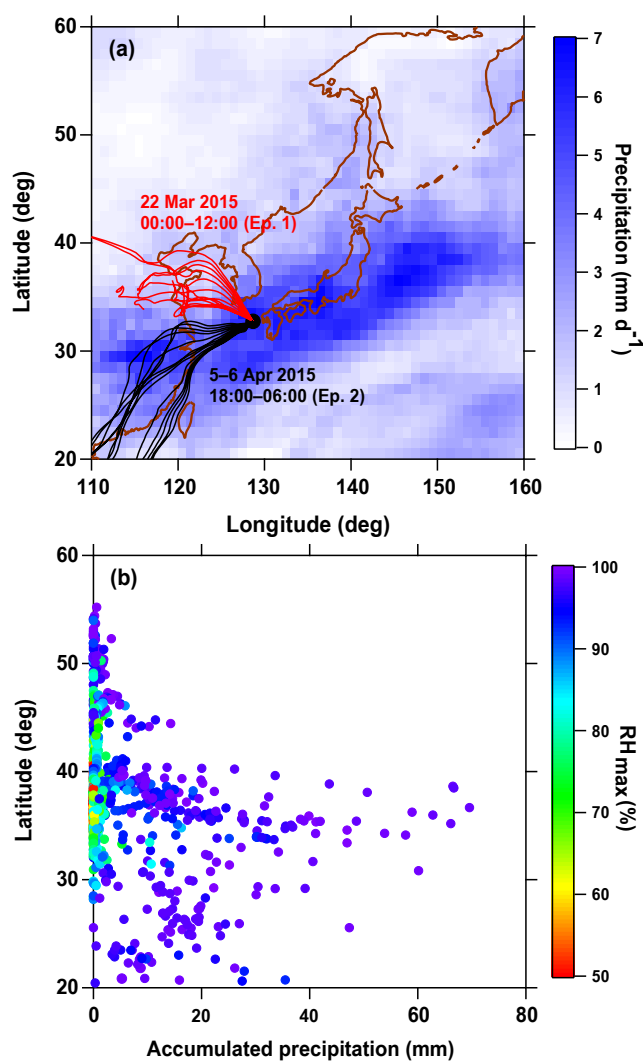 (a)
60
50
40
30
20
Latitude (deg)
22 Mar 2015
00:00–12:00 (Ep. 1)
5–6 Apr 2015
18:00–06:00 (Ep. 2)
110 120 130 140 150 160
Longitude (deg)
7
6
5
4
3
2
1
0
Precipitation (mm d⁻¹)
(b)
60
50
40
30
20
Latitude (deg)
0 20 40 60 80
Accumulated precipitation (mm)
100
90
80
70
60
50
RH max (%)